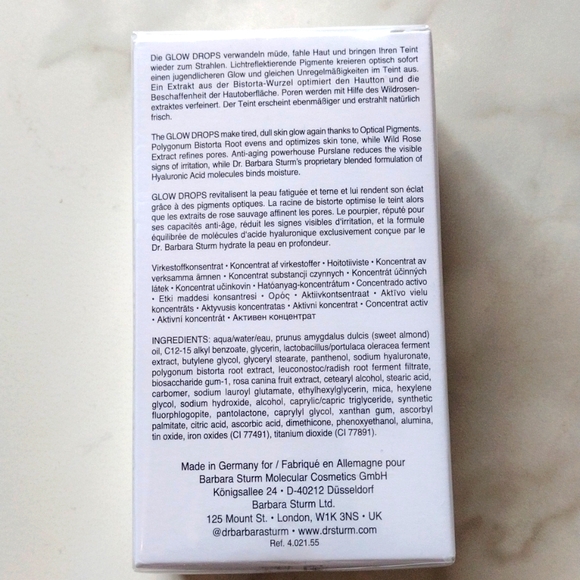 Die GLOW DROPS verwandeln müde, fahle Haut und bringen Ihren Teint
wieder zum Strahlen. Lichtreflektierende Pigmente kreieren optisch sofort
einen jugendlicheren Glow und gleichen Unregelmäßigkeiten im Teint aus.
Ein Extrakt aus der Bistorta-Wurzel optimiert den Hautton und die
Beschaffenheit der Hautoberfläche. Poren werden mit Hilfe des Wildrosen-
extraktes verfeinert. Der Teint erscheint ebenmäßiger und erstrahlt natürlich
frisch.
The GLOW DROPS make tired, dull skin glow again thanks to Optical Pigments.
Polygonum Bistorta Root evens and optimizes skin tone, while Wild Rose
Extract refines pores. Anti-aging powerhouse Purslane reduces the visible
signs of irritation, while Dr. Barbara Sturm's proprietary blended formulation of
Hyaluronic Acid molecules binds moisture.
GLOW DROPS revitalisent la peau fatiguée et terne et lui rendent son éclat
grâce à des pigments optiques. La racine de bistorte optimise le teint alors
que les extraits de rose sauvage affinent les pores. Le pourpier, réputé pour
ses capacités anti-âge, réduit les signes visibles d'irritation, et la formule
équilibrée de molécules d'acide hyaluronique exclusivement conçue par le
Dr. Barbara Sturm hydrate la peau en profondeur.
Virkestoffkonsentrat • Koncentrat af virkestoffer • Hoitotiiviste • Koncentrat av
verksamma ämnen • Koncentrat substancji czynnych • Koncentrát účinných
látek • Koncentrat učinkovin • Hatóanyag-koncentrátum • Concentrado activo
• Etki maddesi konsantresi • Ορός • Aktiivkontsentraat • Aktīvo vielu
koncentrāts • Aktyvusis koncentratas • Aktivni koncentrat • Concentrat activ
• Aktivní koncentrát • Активен концентрат
INGREDIENTS: aqua/water/eau, prunus amygdalus dulcis (sweet almond)
oil, C12-15 alkyl benzoate, glycerin, lactobacillus/portulaca oleracea ferment
extract, butylene glycol, glyceryl stearate, panthenol, sodium hyaluronate,
polygonum bistorta root extract, leuconostoc/radish root ferment filtrate,
biosaccharide gum-1, rosa canina fruit extract, cetearyl alcohol, stearic acid,
carbomer, sodium lauroyl glutamate, ethylhexylglycerin, mica, hexylene
glycol, sodium hydroxide, alcohol, caprylic/capric triglyceride, synthetic
fluorphlogopite, pantolactone, caprylyl glycol, xanthan gum, ascorbyl
palmitate, citric acid, ascorbic acid, dimethicone, phenoxyethanol, alumina,
tin oxide, iron oxides (CI 77491), titanium dioxide (CI 77891).
Made in Germany for / Fabriqué en Allemagne pour
Barbara Sturm Molecular Cosmetics GmbH
Königsallee 24 • D-40212 Düsseldorf
Barbara Sturm Ltd.
125 Mount St. • London, W1K 3NS • UK
@drbarbarasturm • www.drsturm.com
Ref. 4.021.55